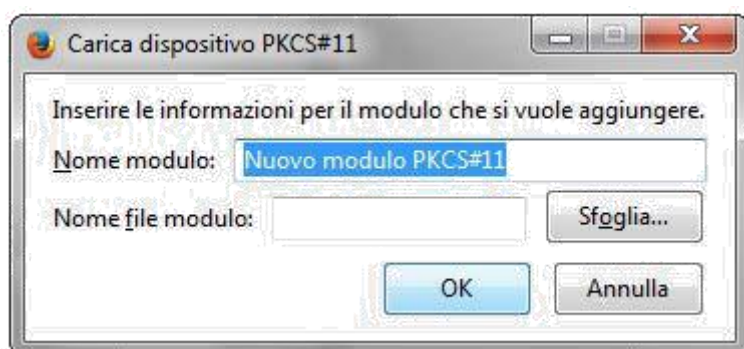 Carica dispositivo PKCS#11
Inserire le informazioni per il modulo che si vuole aggiungere.
Nome modulo: Nuovo modulo PKCS#11
Nome file modulo: Sfoglia...
OK Annulla